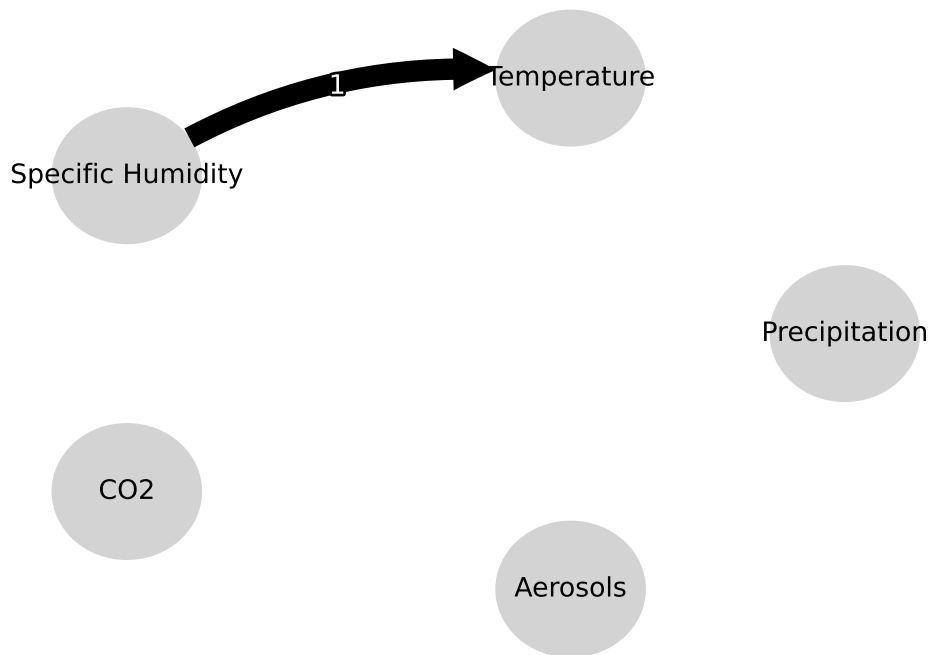 Temperature
1
Specific Humidity
Precipitation
CO2
Aerosols